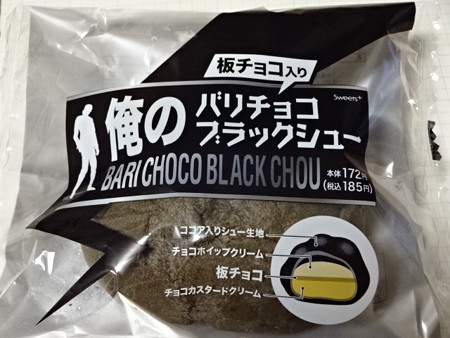 板チョコ入り
Sweets+
俺の
バリチョコ
ブラックシュー
BARI CHOCO BLACK CHOU
本体172円
(税込185円)
ココア入りシュー生地
チョコホイップクリーム
板チョコ
チョコカスタードクリーム